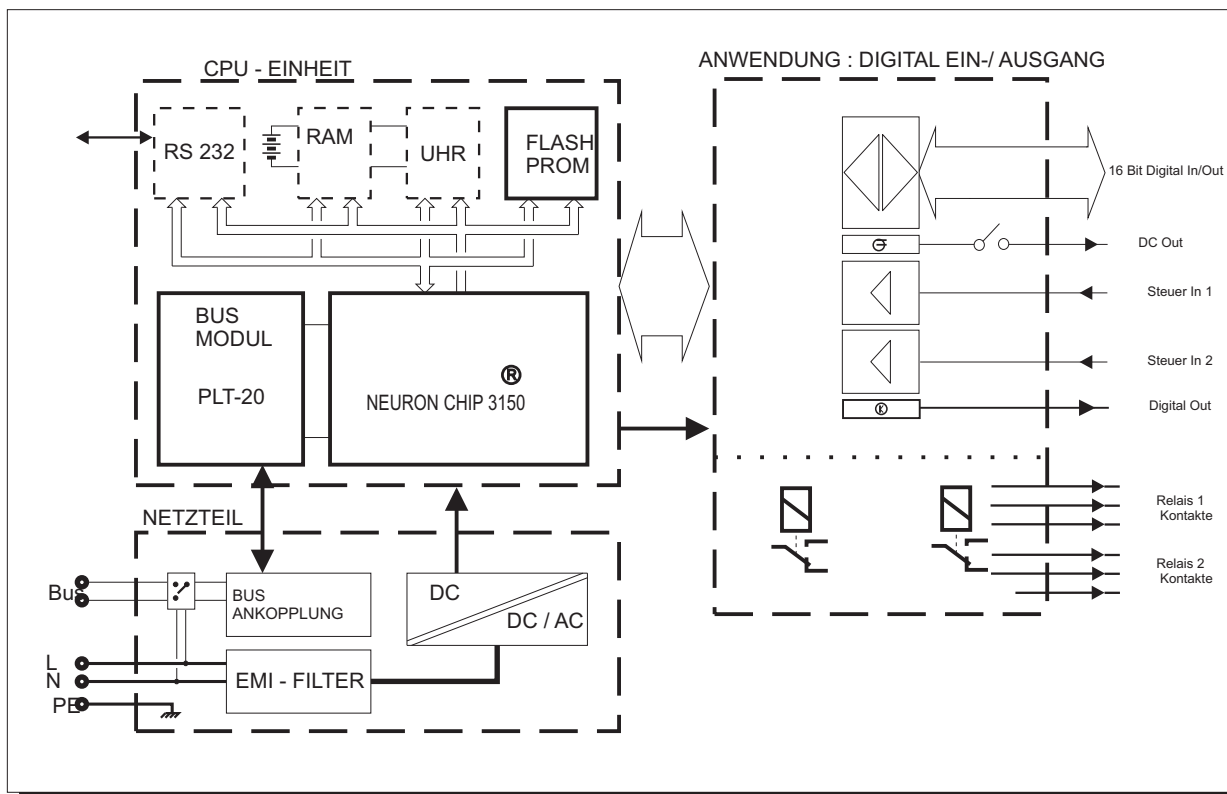 CPU - EINHEIT
RS 232
RAM
UHR
FLASH
PROM
BUS
MODUL
PLT-20
®
NEURON CHIP 3150
NETZTEIL
Bus
BUS
ANKOPPLUNG
DC
DC / AC
L
N
EMI - FILTER
PE
ANWENDUNG : DIGITAL EIN-/ AUSGANG
16 Bit Digital In/Out
DC Out
Steuer In 1
Steuer In 2
K
Digital Out
Relais 1
Kontakte
Relais 2
Kontakte